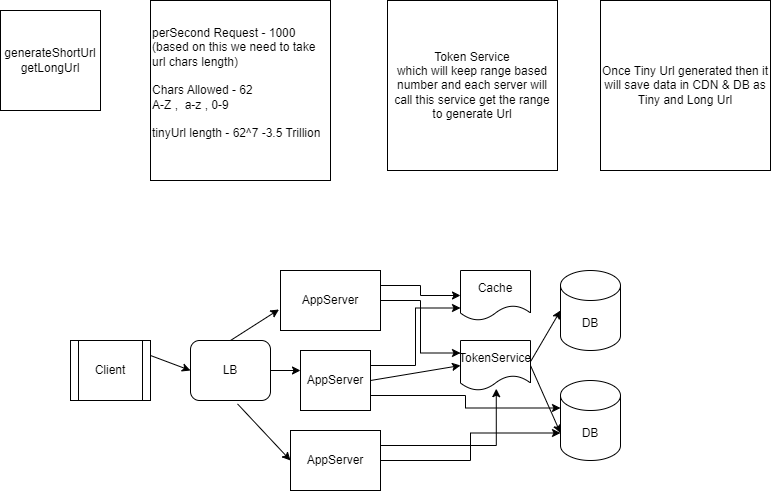 generateShortUrl
getLongUrl
perSecond Request - 1000
(based on this we need to take
url chars length)
Chars Allowed - 62
A-Z , a-z , 0-9
tinyUrl length - 62^7 -3.5 Trillion
Token Service
which will keep range based
number and each server will
call this service get the range
to generate Url
Once Tiny Url generated then it
will save data in CDN & DB as
Tiny and Long Url
Client
LB
AppServer
AppServer
AppServer
Cache
TokenService
DB
DB